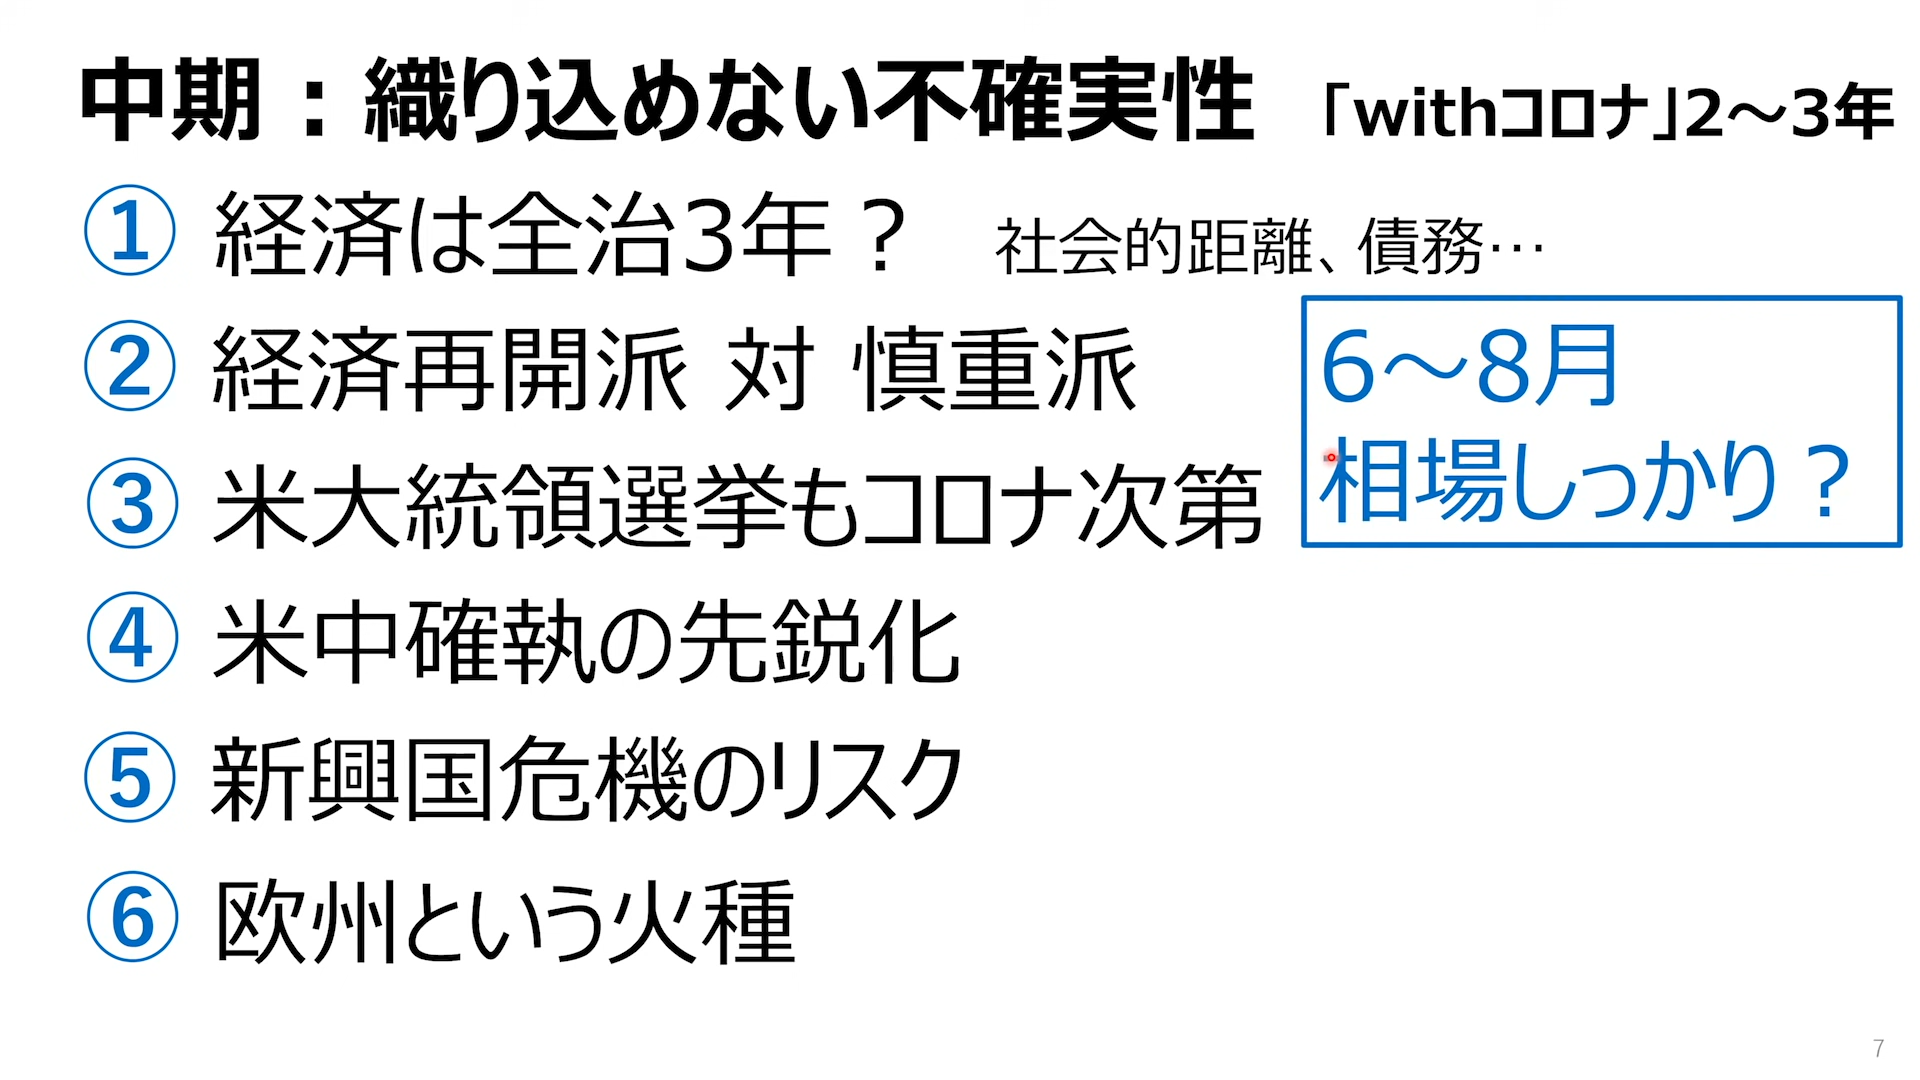 中期：織り込めない不確実性 「withコロナ」2～3年
① 経済は全治3年？ 社会的距離、債務…
② 経済再開派 対 慎重派
③ 米大統領選挙もコロナ次第
④ 米中確執の先鋭化
⑤ 新興国危機のリスク
⑥ 欧州という火種
6～8月
相場しっかり？
7